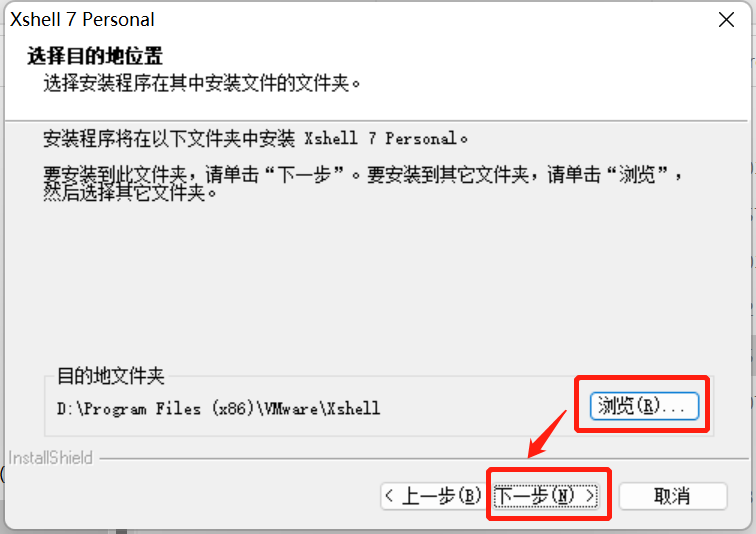 Xshell 7 Personal
选择目的地位置
选择安装程序在其中安装文件的文件夹。
安装程序将在以下文件夹中安装 Xshell 7 Personal。
要安装到此文件夹，请单击“下一步”。要安装到其它文件夹，请单击“浏览”，
然后选择其它文件夹。
目的地文件夹
D:\Program Files (x86)\VMware\Xshell
浏览(R)...
InstallShield
< 上一步(B)
下一步(N) >
取消